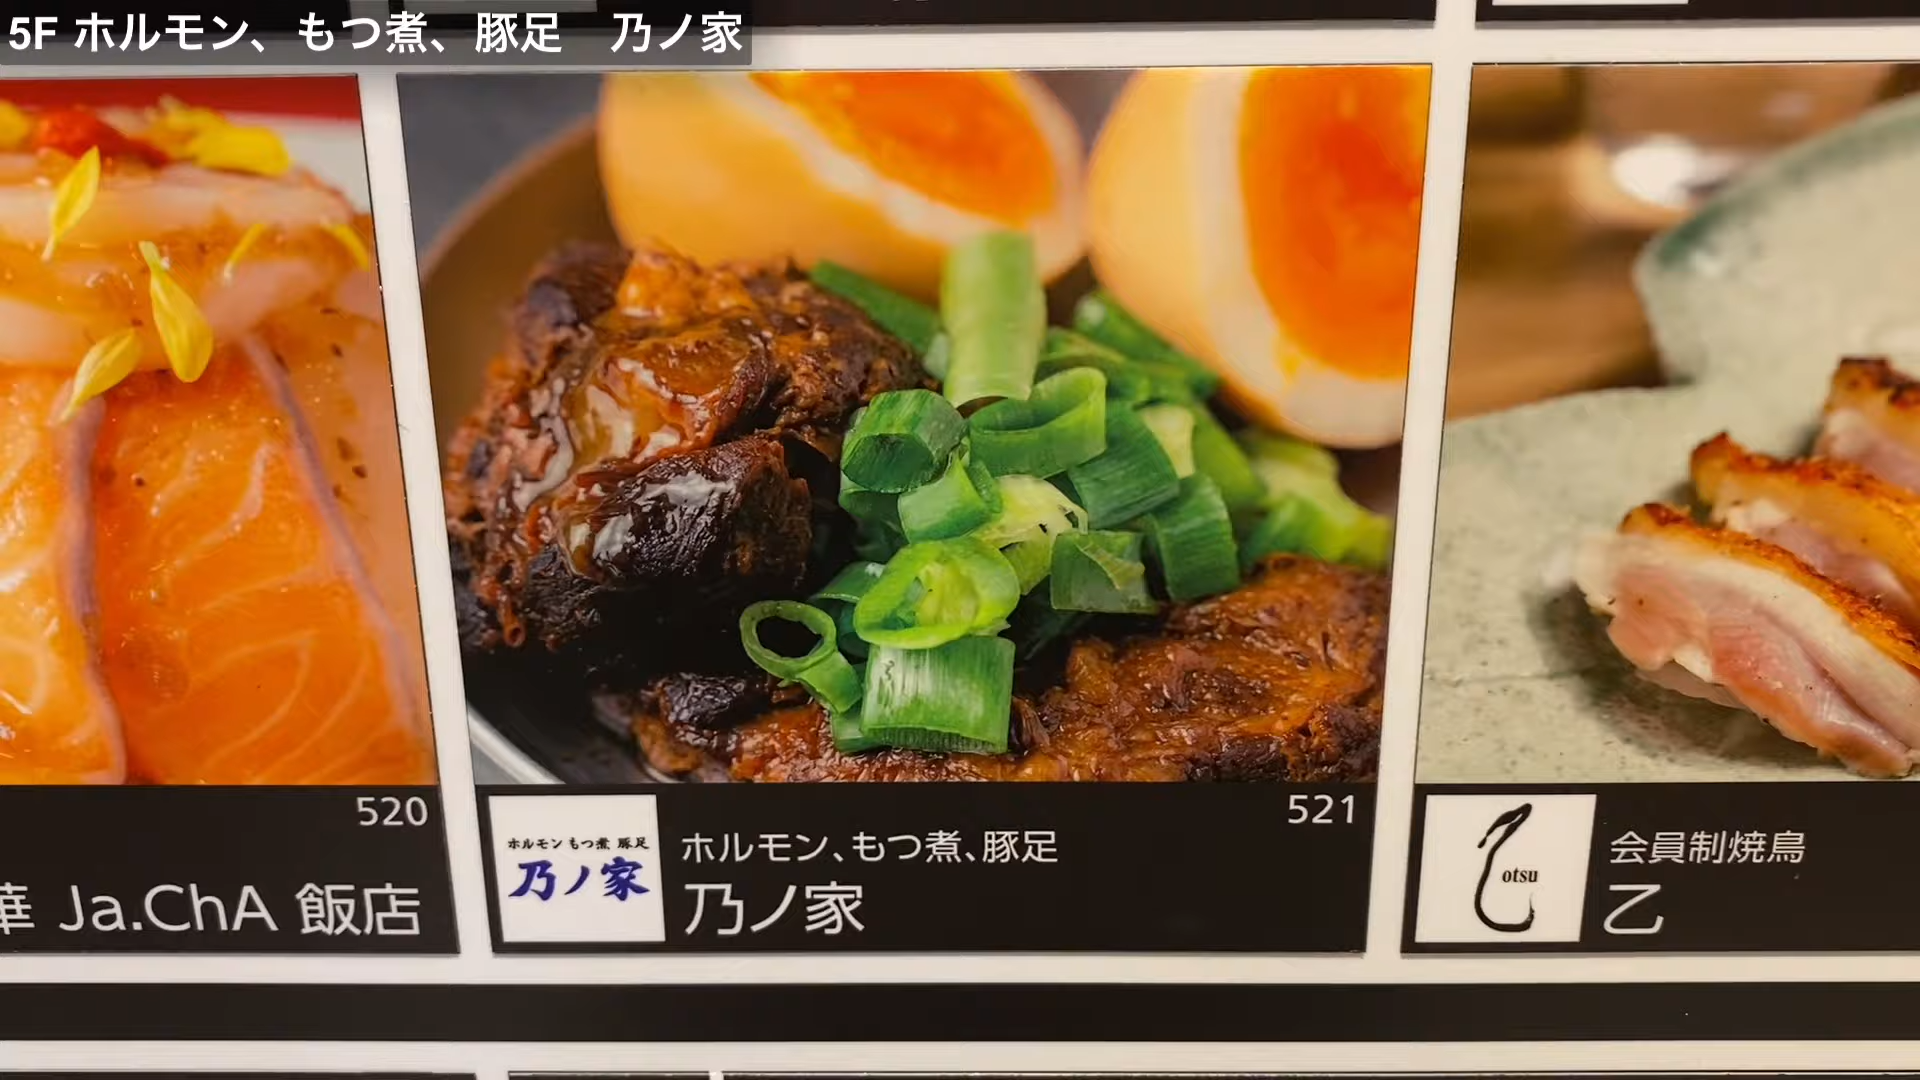 5F ホルモン、もつ煮、豚足　乃ノ家
520
華 Ja.ChA 飯店
521
ホルモン もつ煮 豚足
乃ノ家
ホルモン、もつ煮、豚足
乃ノ家
otsu
会員制焼鳥
乙